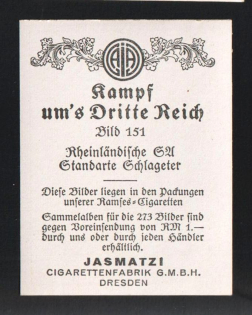 AJA
Kampf
um's Dritte Reich
Bild 151
Rheinländische SA
Standarte Schlageter
Diese Bilder liegen in den Packungen
unserer Ramses=Cigaretten
Sammelalben für die 273 Bilder sind
gegen Voreinsendung von RM 1.—
durch uns oder durch jeden Händler
erhältlich.
JASMATZI
CIGARETTENFABRIK G.M.B.H.
DRESDEN